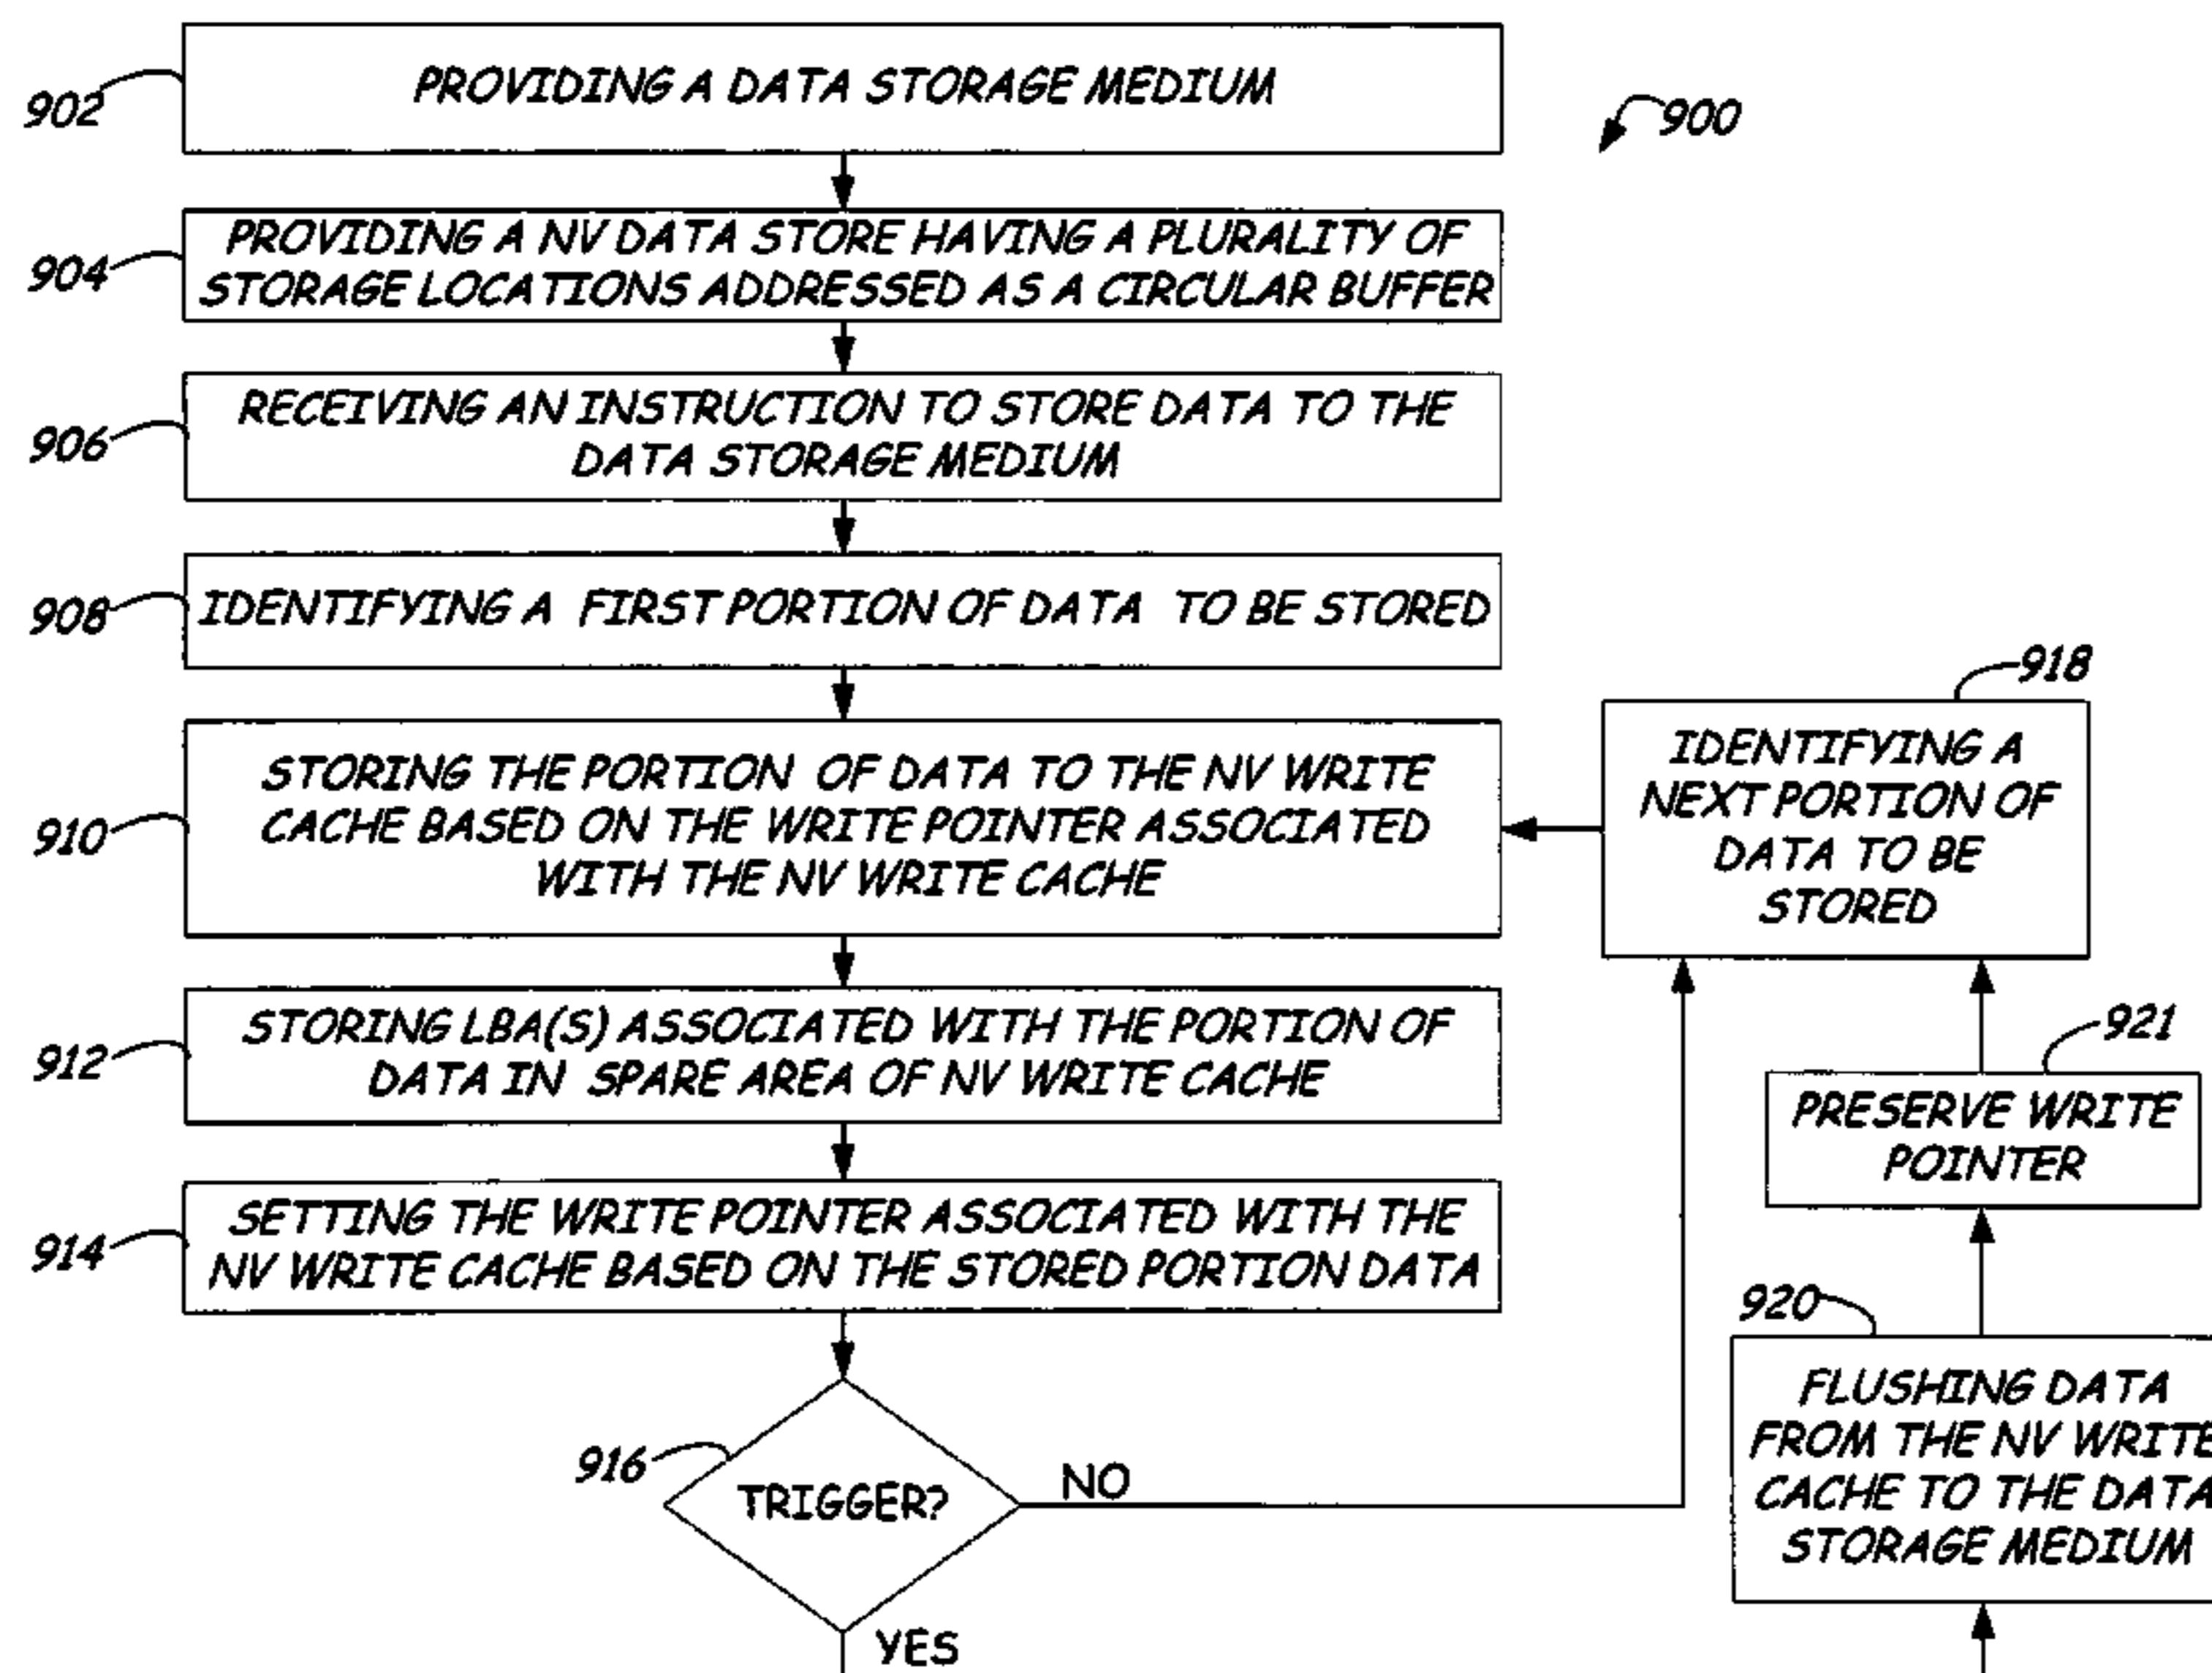 902
PROVIDING A DATA STORAGE MEDIUM
900
904
PROVIDING A NV DATA STORE HAVING A PLURALITY OF
STORAGE LOCATIONS ADDRESSED AS A CIRCULAR BUFFER
906
RECEIVING AN INSTRUCTION TO STORE DATA TO THE
DATA STORAGE MEDIUM
908
IDENTIFYING A FIRST PORTION OF DATA TO BE STORED
910
STORING THE PORTION OF DATA TO THE NV WRITE
CACHE BASED ON THE WRITE POINTER ASSOCIATED
WITH THE NV WRITE CACHE
918
IDENTIFYING A
NEXT PORTION OF
DATA TO BE
STORED
912
STORING LBA(S) ASSOCIATED WITH THE PORTION OF
DATA IN SPARE AREA OF NV WRITE CACHE
921
PRESERVE WRITE
POINTER
914
SETTING THE WRITE POINTER ASSOCIATED WITH THE
NV WRITE CACHE BASED ON THE STORED PORTION DATA
920
FLUSHING DATA
FROM THE NV WRITE
CACHE TO THE DATA
STORAGE MEDIUM
916
TRIGGER?
NO
YES